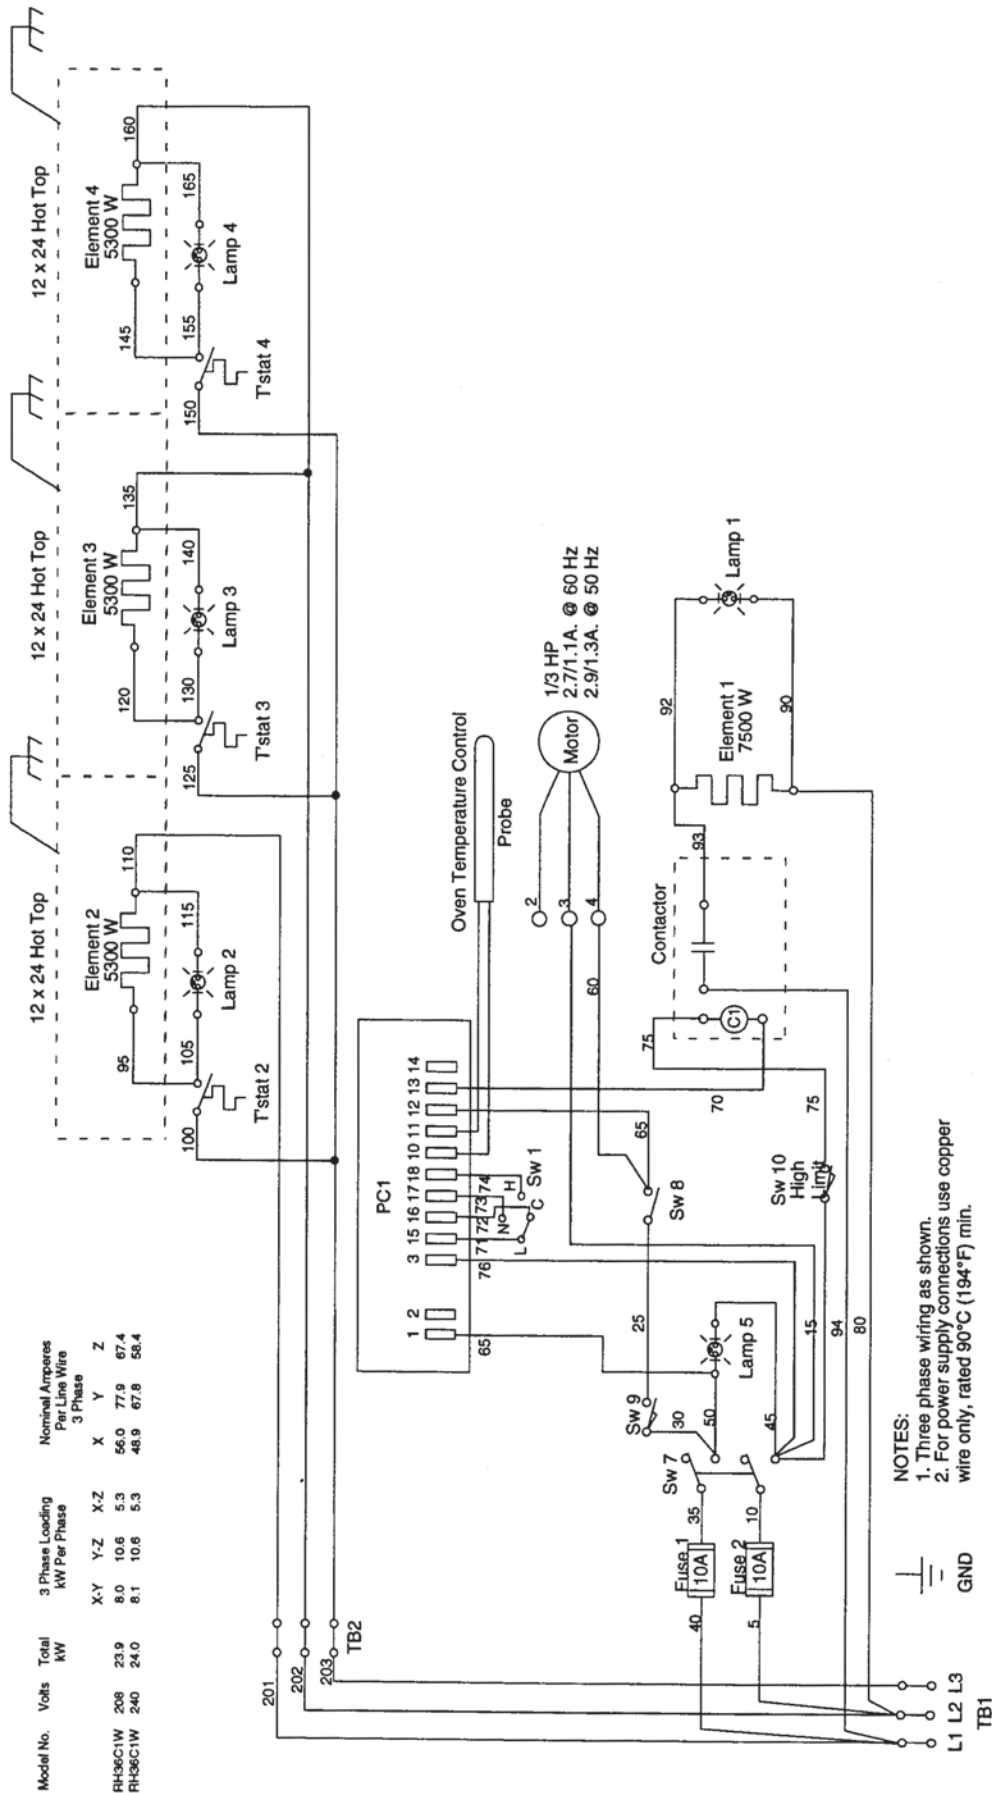 Model No. Volts Total kW 3 Phase Loading kW Per Phase Nominal Amperes Per Line Wire 3 Phase
X-Y Y-Z X-Z X Y Z
RH36C1W 208 23.9 8.0 10.6 5.3 56.0 77.9 67.4
RH36C1W 240 24.0 8.1 10.6 5.3 48.9 67.8 58.4
12 x 24 Hot Top
12 x 24 Hot Top
12 x 24 Hot Top
Element 2
5300 W
Element 3
5300 W
Element 4
5300 W
95
110
120
135
145
160
105
115
130
140
155
165
Lamp 2
Lamp 3
Lamp 4
100
125
150
T'stat 2
T'stat 3
T'stat 4
201
202
203
TB2
PC1
1 2 3 15 16 17 18 10 11 12 13 14
65
76 71 72 73 74
L N C H
Sw 1
Oven Temperature Control
Probe
2
3
4
Motor
1/3 HP
2.7/1.1A. @ 60 Hz
2.9/1.3A. @ 50 Hz
60
65
25
Sw 8
Sw 9
30
50
Lamp 5
45
Sw 7
35
10
Fuse 1
10A
Fuse 2
10A
40
5
Contactor
C1
75
70
75
93
92
90
Element 1
7500 W
Lamp 1
Sw 10
High
Limit
15
94
80
L1 L2 L3
TB1
GND
NOTES:
1. Three phase wiring as shown.
2. For power supply connections use copper
wire only, rated 90°C (194°F) min.